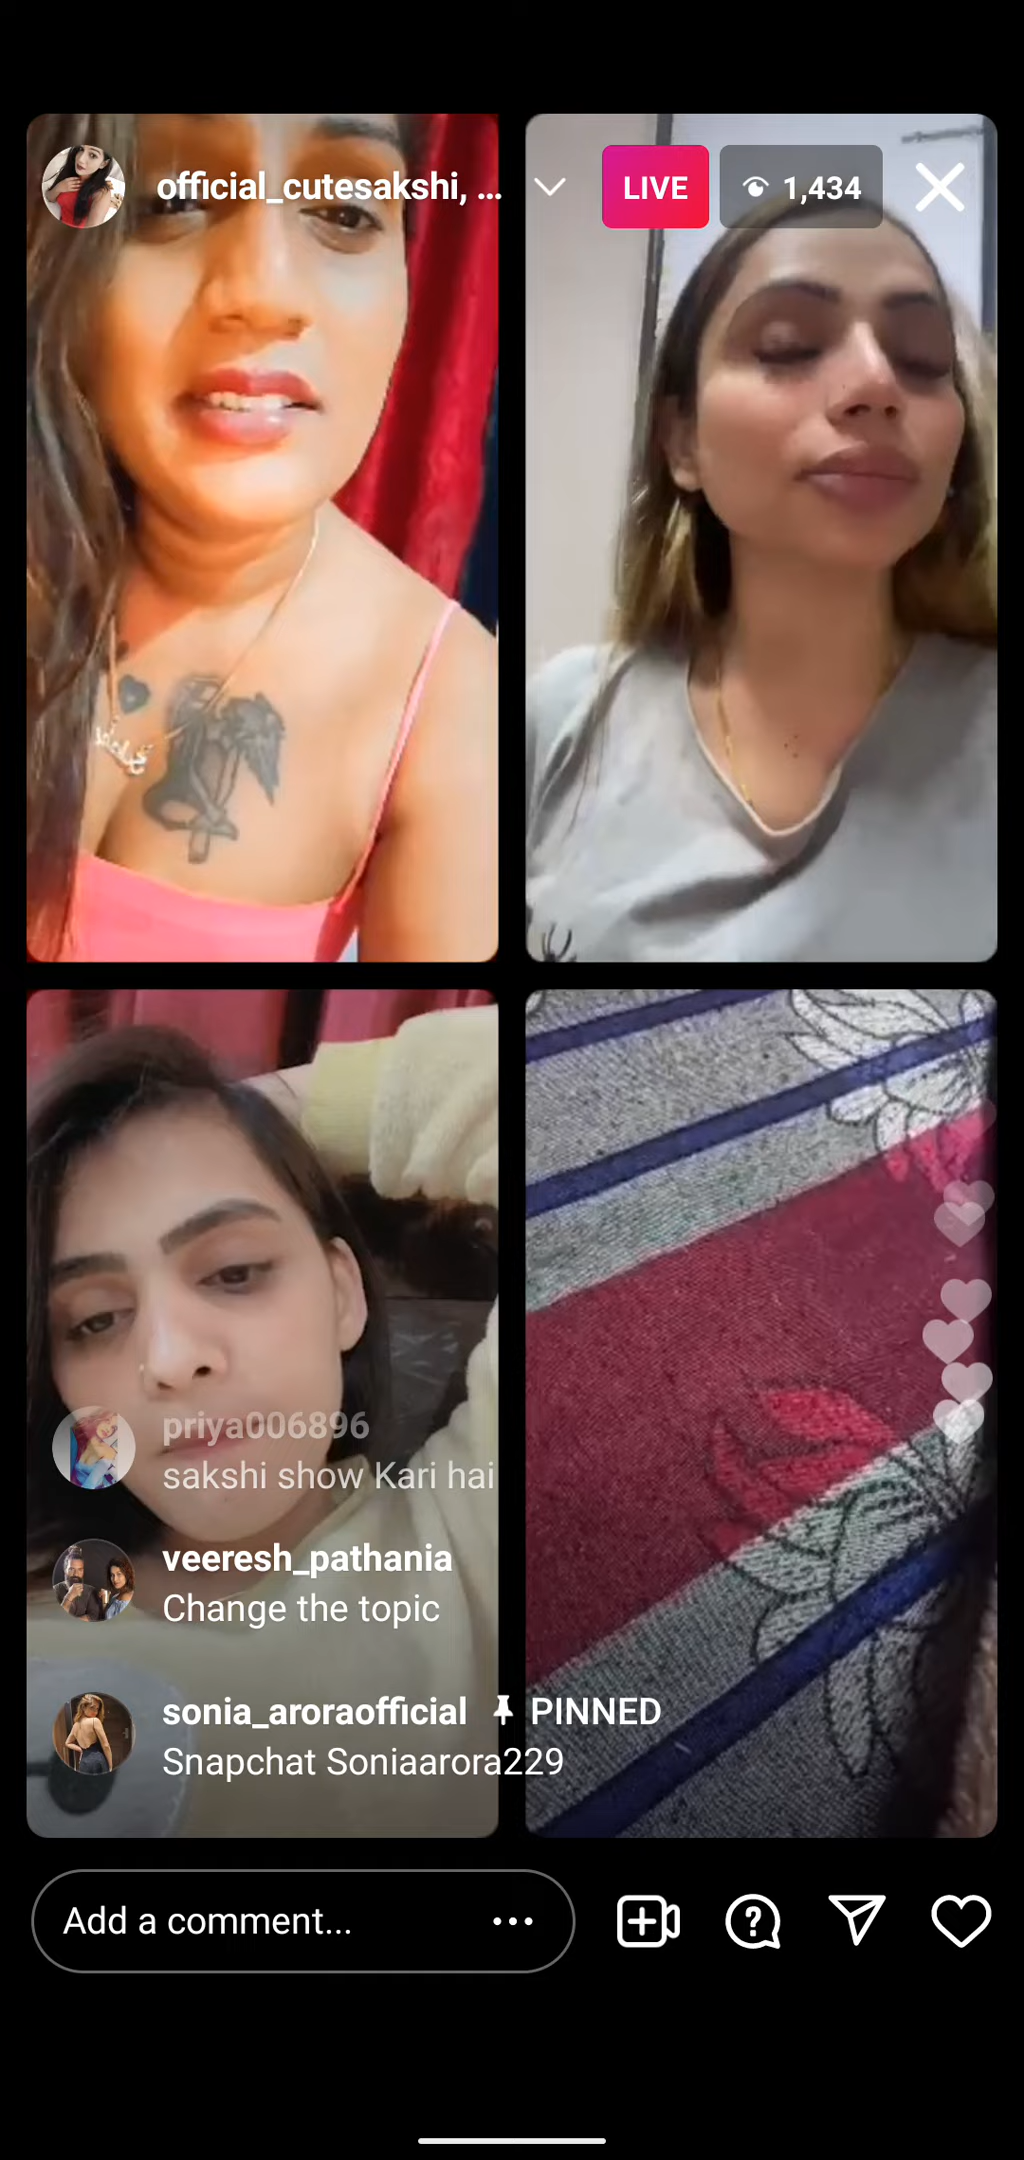 official_cutesakshi, ...
LIVE
1,434
priya006896
sakshi show Kari hai
veeresh_pathania
Change the topic
sonia_aroraofficial PINNED
Snapchat Soniaarora229
Add a comment...